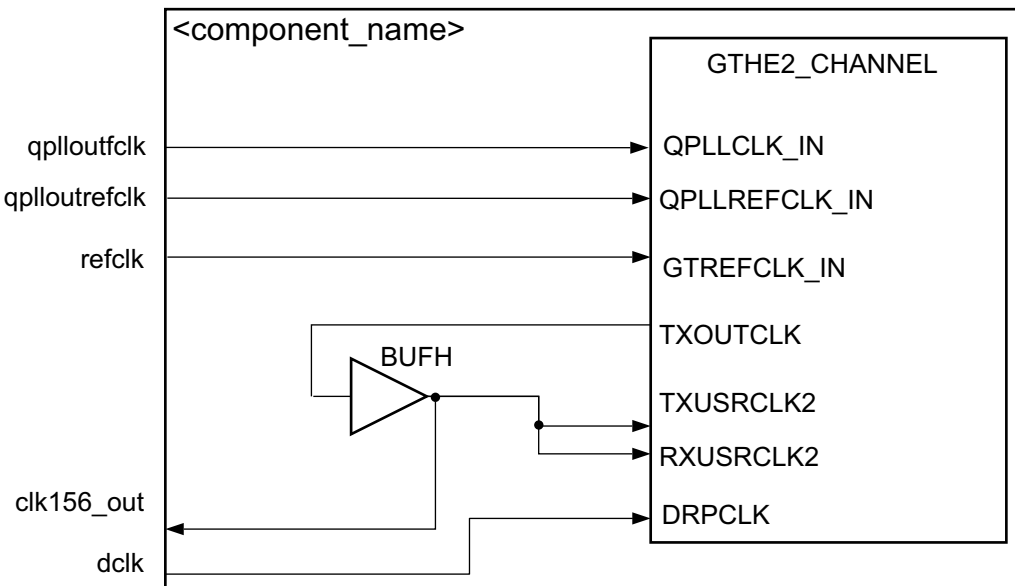 <component_name>
GTHE2_CHANNEL
qplloutfclk
QPLLCLK_IN
qplloutrefclk
QPLLREFCLK_IN
refclk
GTREFCLK_IN
TXOUTCLK
BUFH
TXUSRCLK2
RXUSRCLK2
clk156_out
DRPCLK
dclk